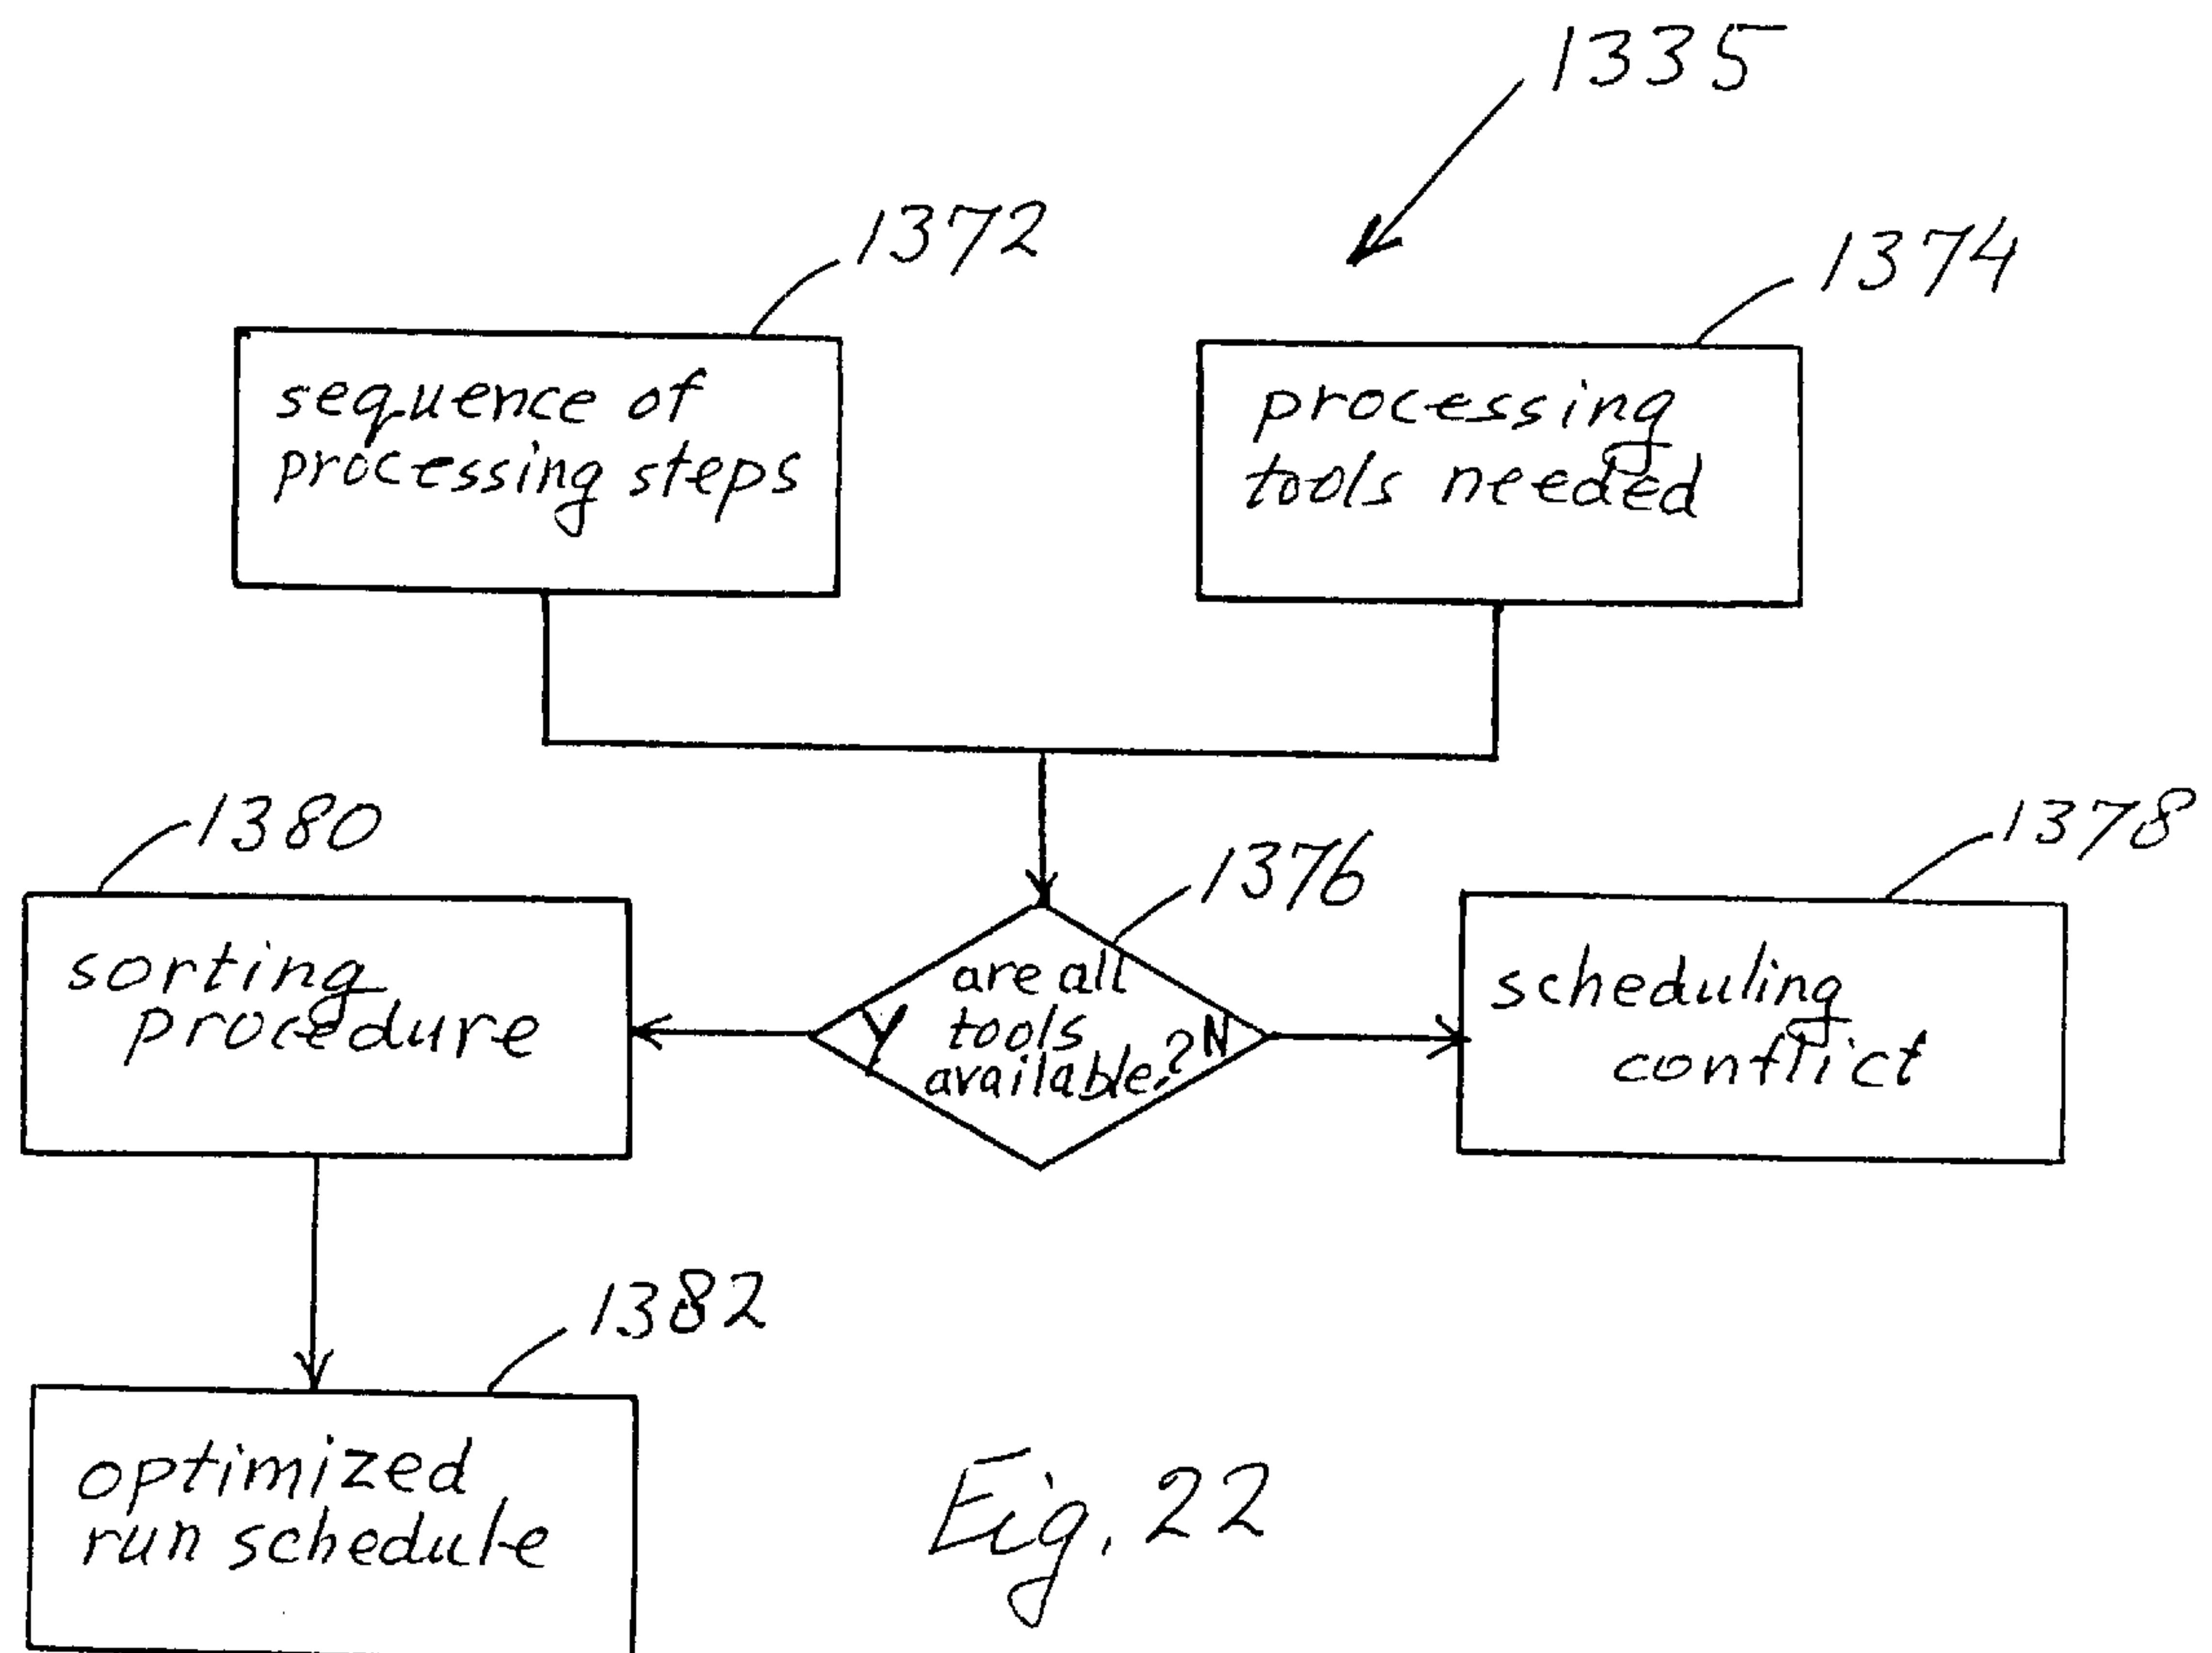 1335
1372
1374
sequence of
processing steps
processing
tools needed
1380
1376
1378
sorting
procedure
Y
are all
tools
available?
N
scheduling
conflict
1382
optimized
run schedule
Fig. 22